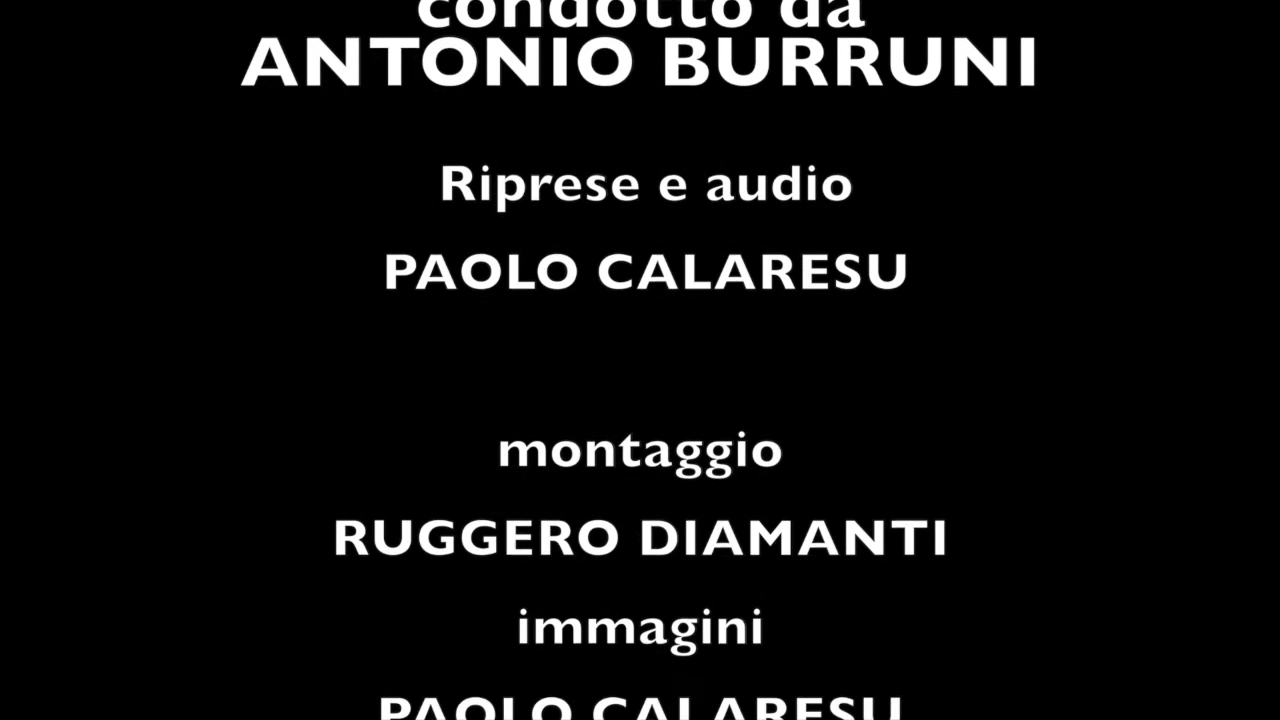 condotto da
ANTONIO BURRUNI
Riprese e audio
PAOLO CALARESU
montaggio
RUGGERO DIAMANTI
immagini
PAOLO CALARESU